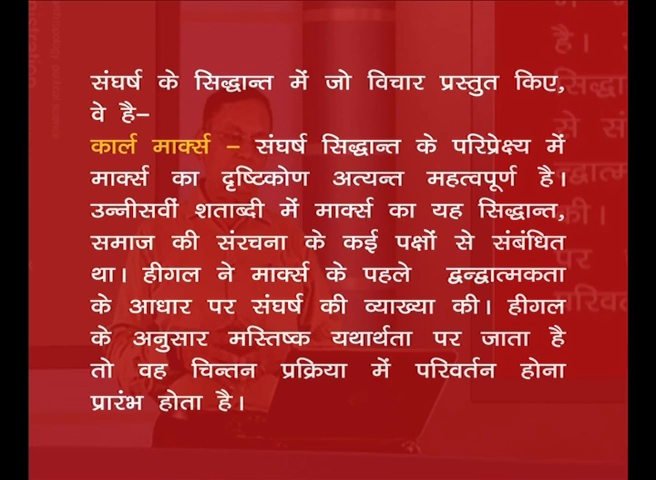 संघर्ष के सिद्धान्त में जो विचार प्रस्तुत किए,
वे है–
कार्ल मार्क्स – संघर्ष सिद्धान्त के परिप्रेक्ष्य में
मार्क्स का दृष्टिकोण अत्यन्त महत्वपूर्ण है।
उन्नीसवीं शताब्दी में मार्क्स का यह सिद्धान्त,
समाज की संरचना के कई पक्षों से संबंधित
था। हीगल ने मार्क्स के पहले द्वन्द्वात्मकता
के आधार पर संघर्ष की व्याख्या की। हीगल
के अनुसार मस्तिष्क यथार्थता पर जाता है
तो वह चिन्तन प्रक्रिया में परिवर्तन होना
प्रारंभ होता है।